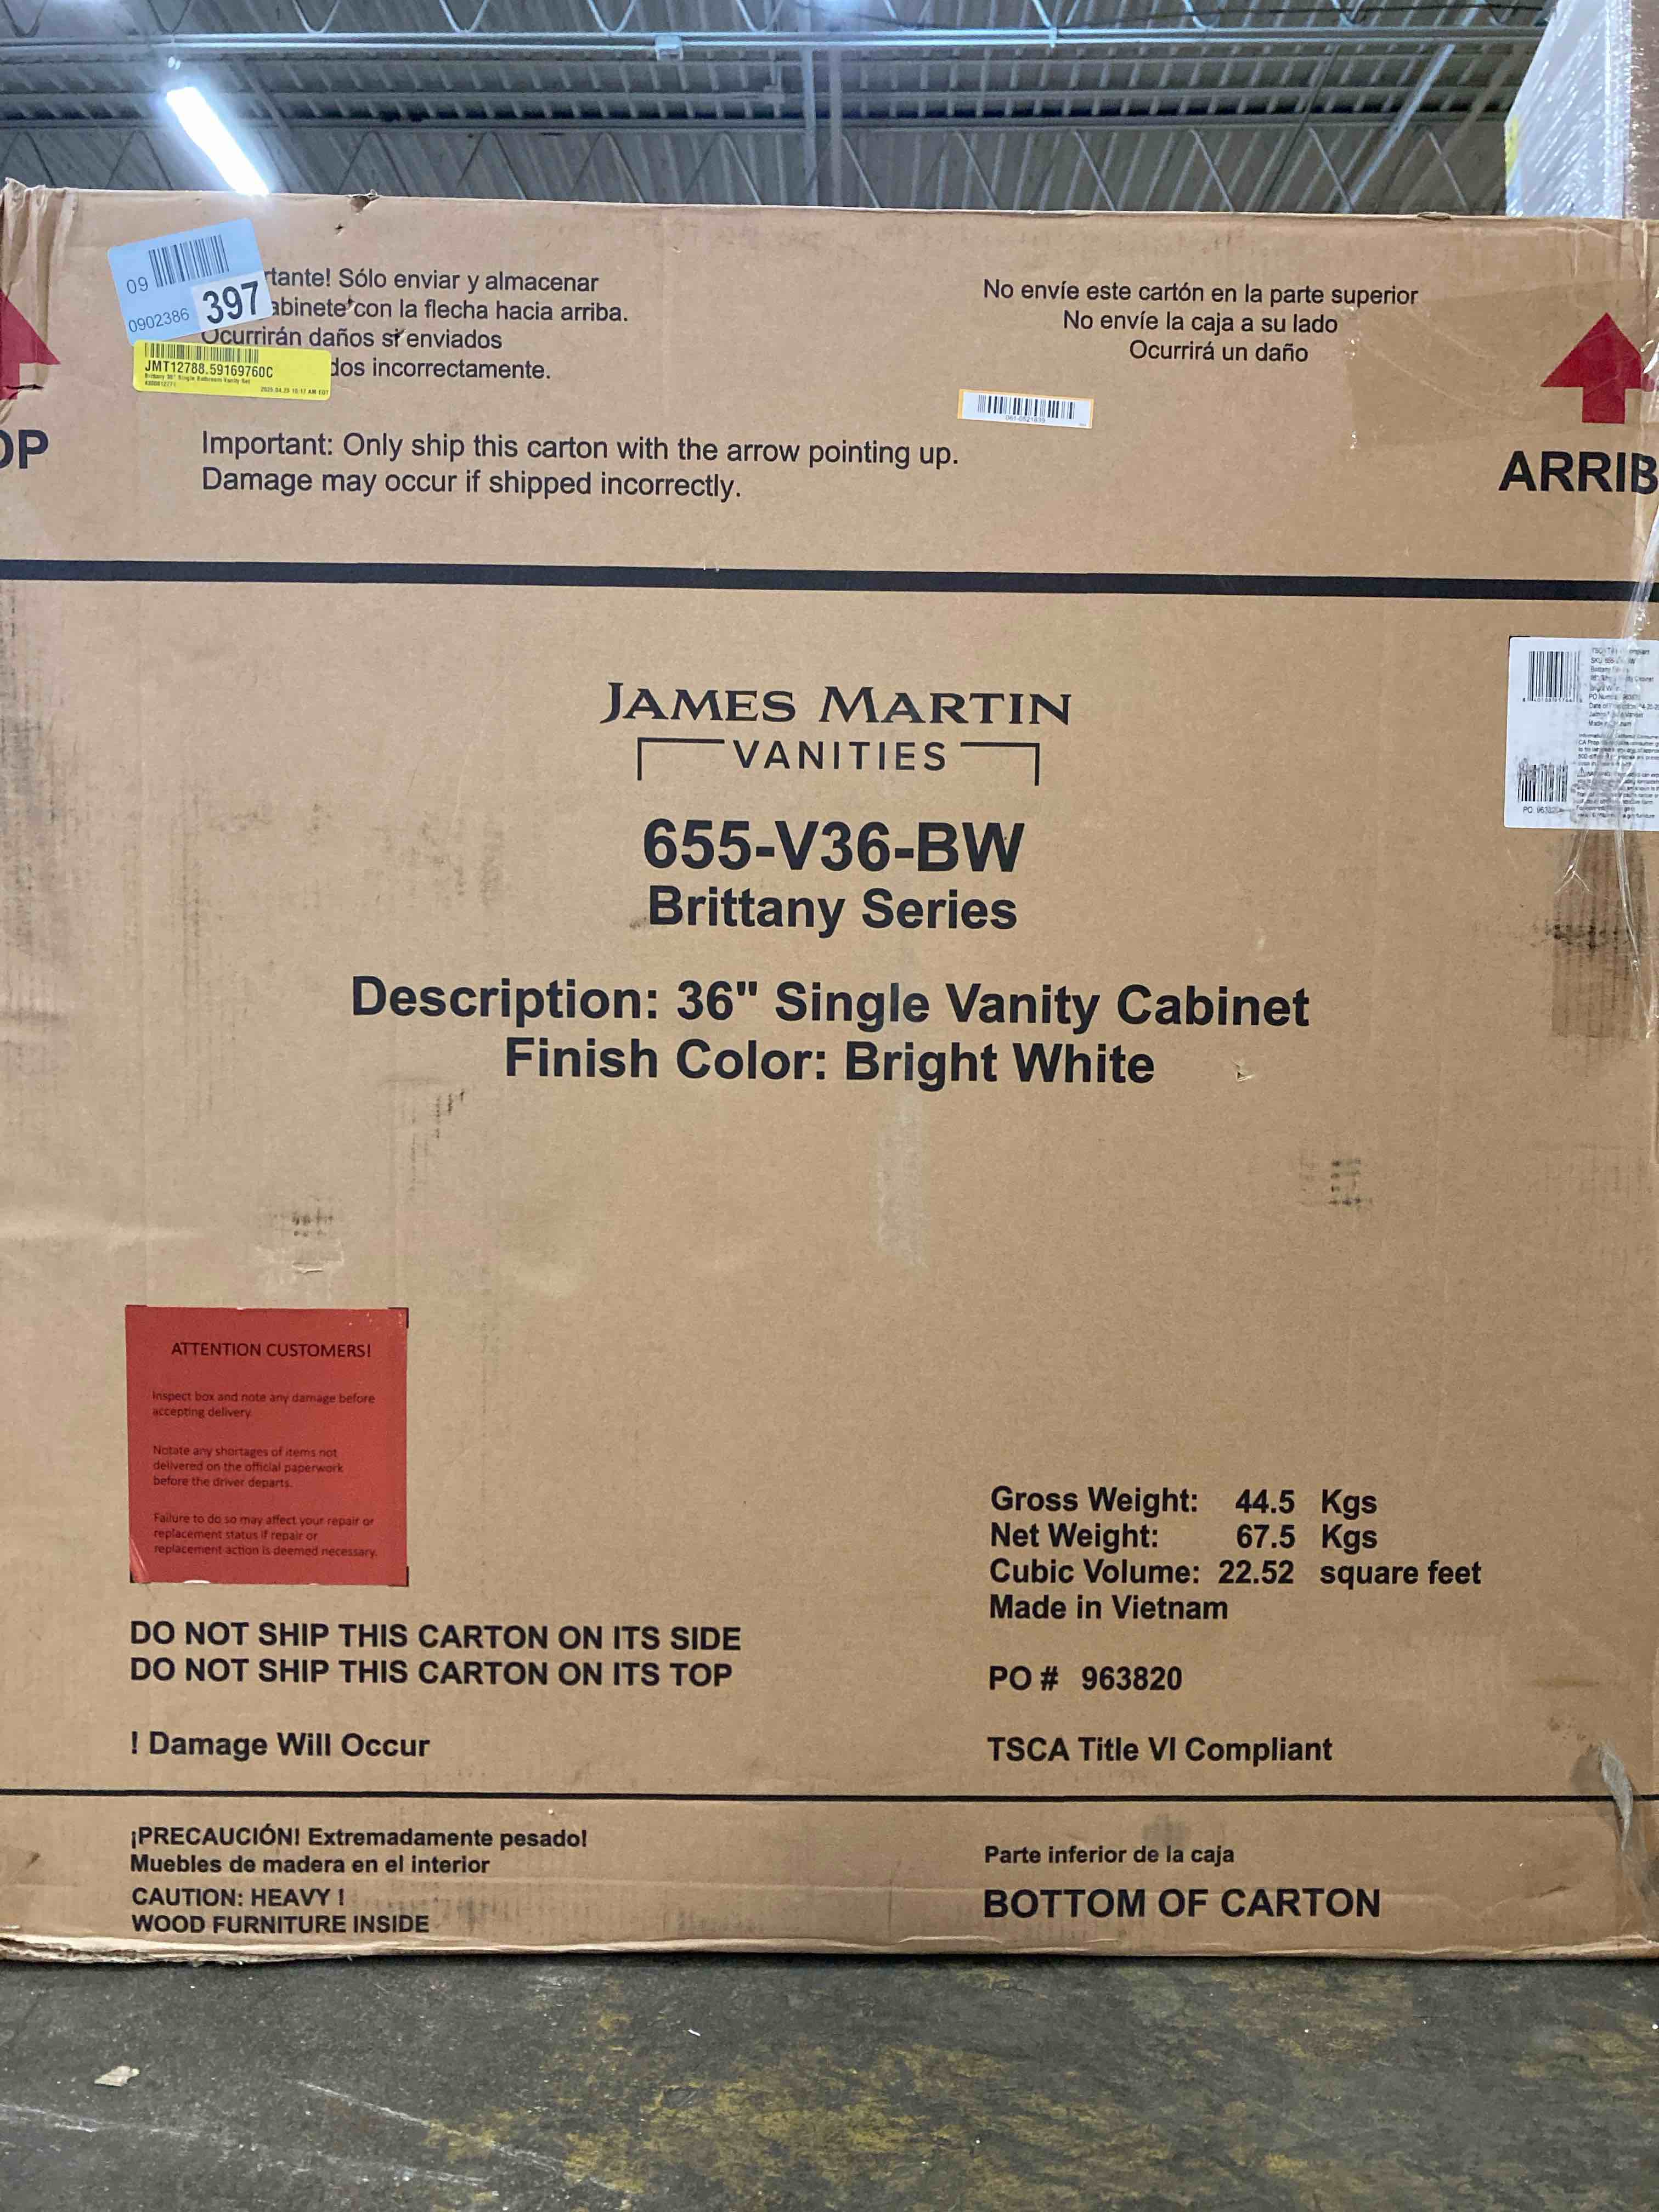 09
0902386
397
rtante! Sólo enviar y almacenar
abinete con la flecha hacia arriba.
Ocurrirán daños si enviados
dos incorrectamente.
JMT12788.59169760C
Brittany 36" Single Bathroom Vanity Set
No envíe este cartón en la parte superior
No envíe la caja a su lado
Ocurrirá un daño
OP
Important: Only ship this carton with the arrow pointing up.
Damage may occur if shipped incorrectly.
ARRIB
JAMES MARTIN
VANITIES
655-V36-BW
Brittany Series
Description: 36" Single Vanity Cabinet
Finish Color: Bright White
ATTENTION CUSTOMERS!
Inspect box and note any damage before
accepting delivery.
Notate any shortages of items not
delivered on the official paperwork
before the driver departs.
Failure to do so may affect your repair or
replacement status if repair or
replacement action is deemed necessary.
Gross Weight: 44.5 Kgs
Net Weight: 67.5 Kgs
Cubic Volume: 22.52 square feet
Made in Vietnam
DO NOT SHIP THIS CARTON ON ITS SIDE
DO NOT SHIP THIS CARTON ON ITS TOP
PO # 963820
! Damage Will Occur
TSCA Title VI Compliant
¡PRECAUCIÓN! Extremadamente pesado!
Muebles de madera en el interior
CAUTION: HEAVY !
WOOD FURNITURE INSIDE
Parte inferior de la caja
BOTTOM OF CARTON